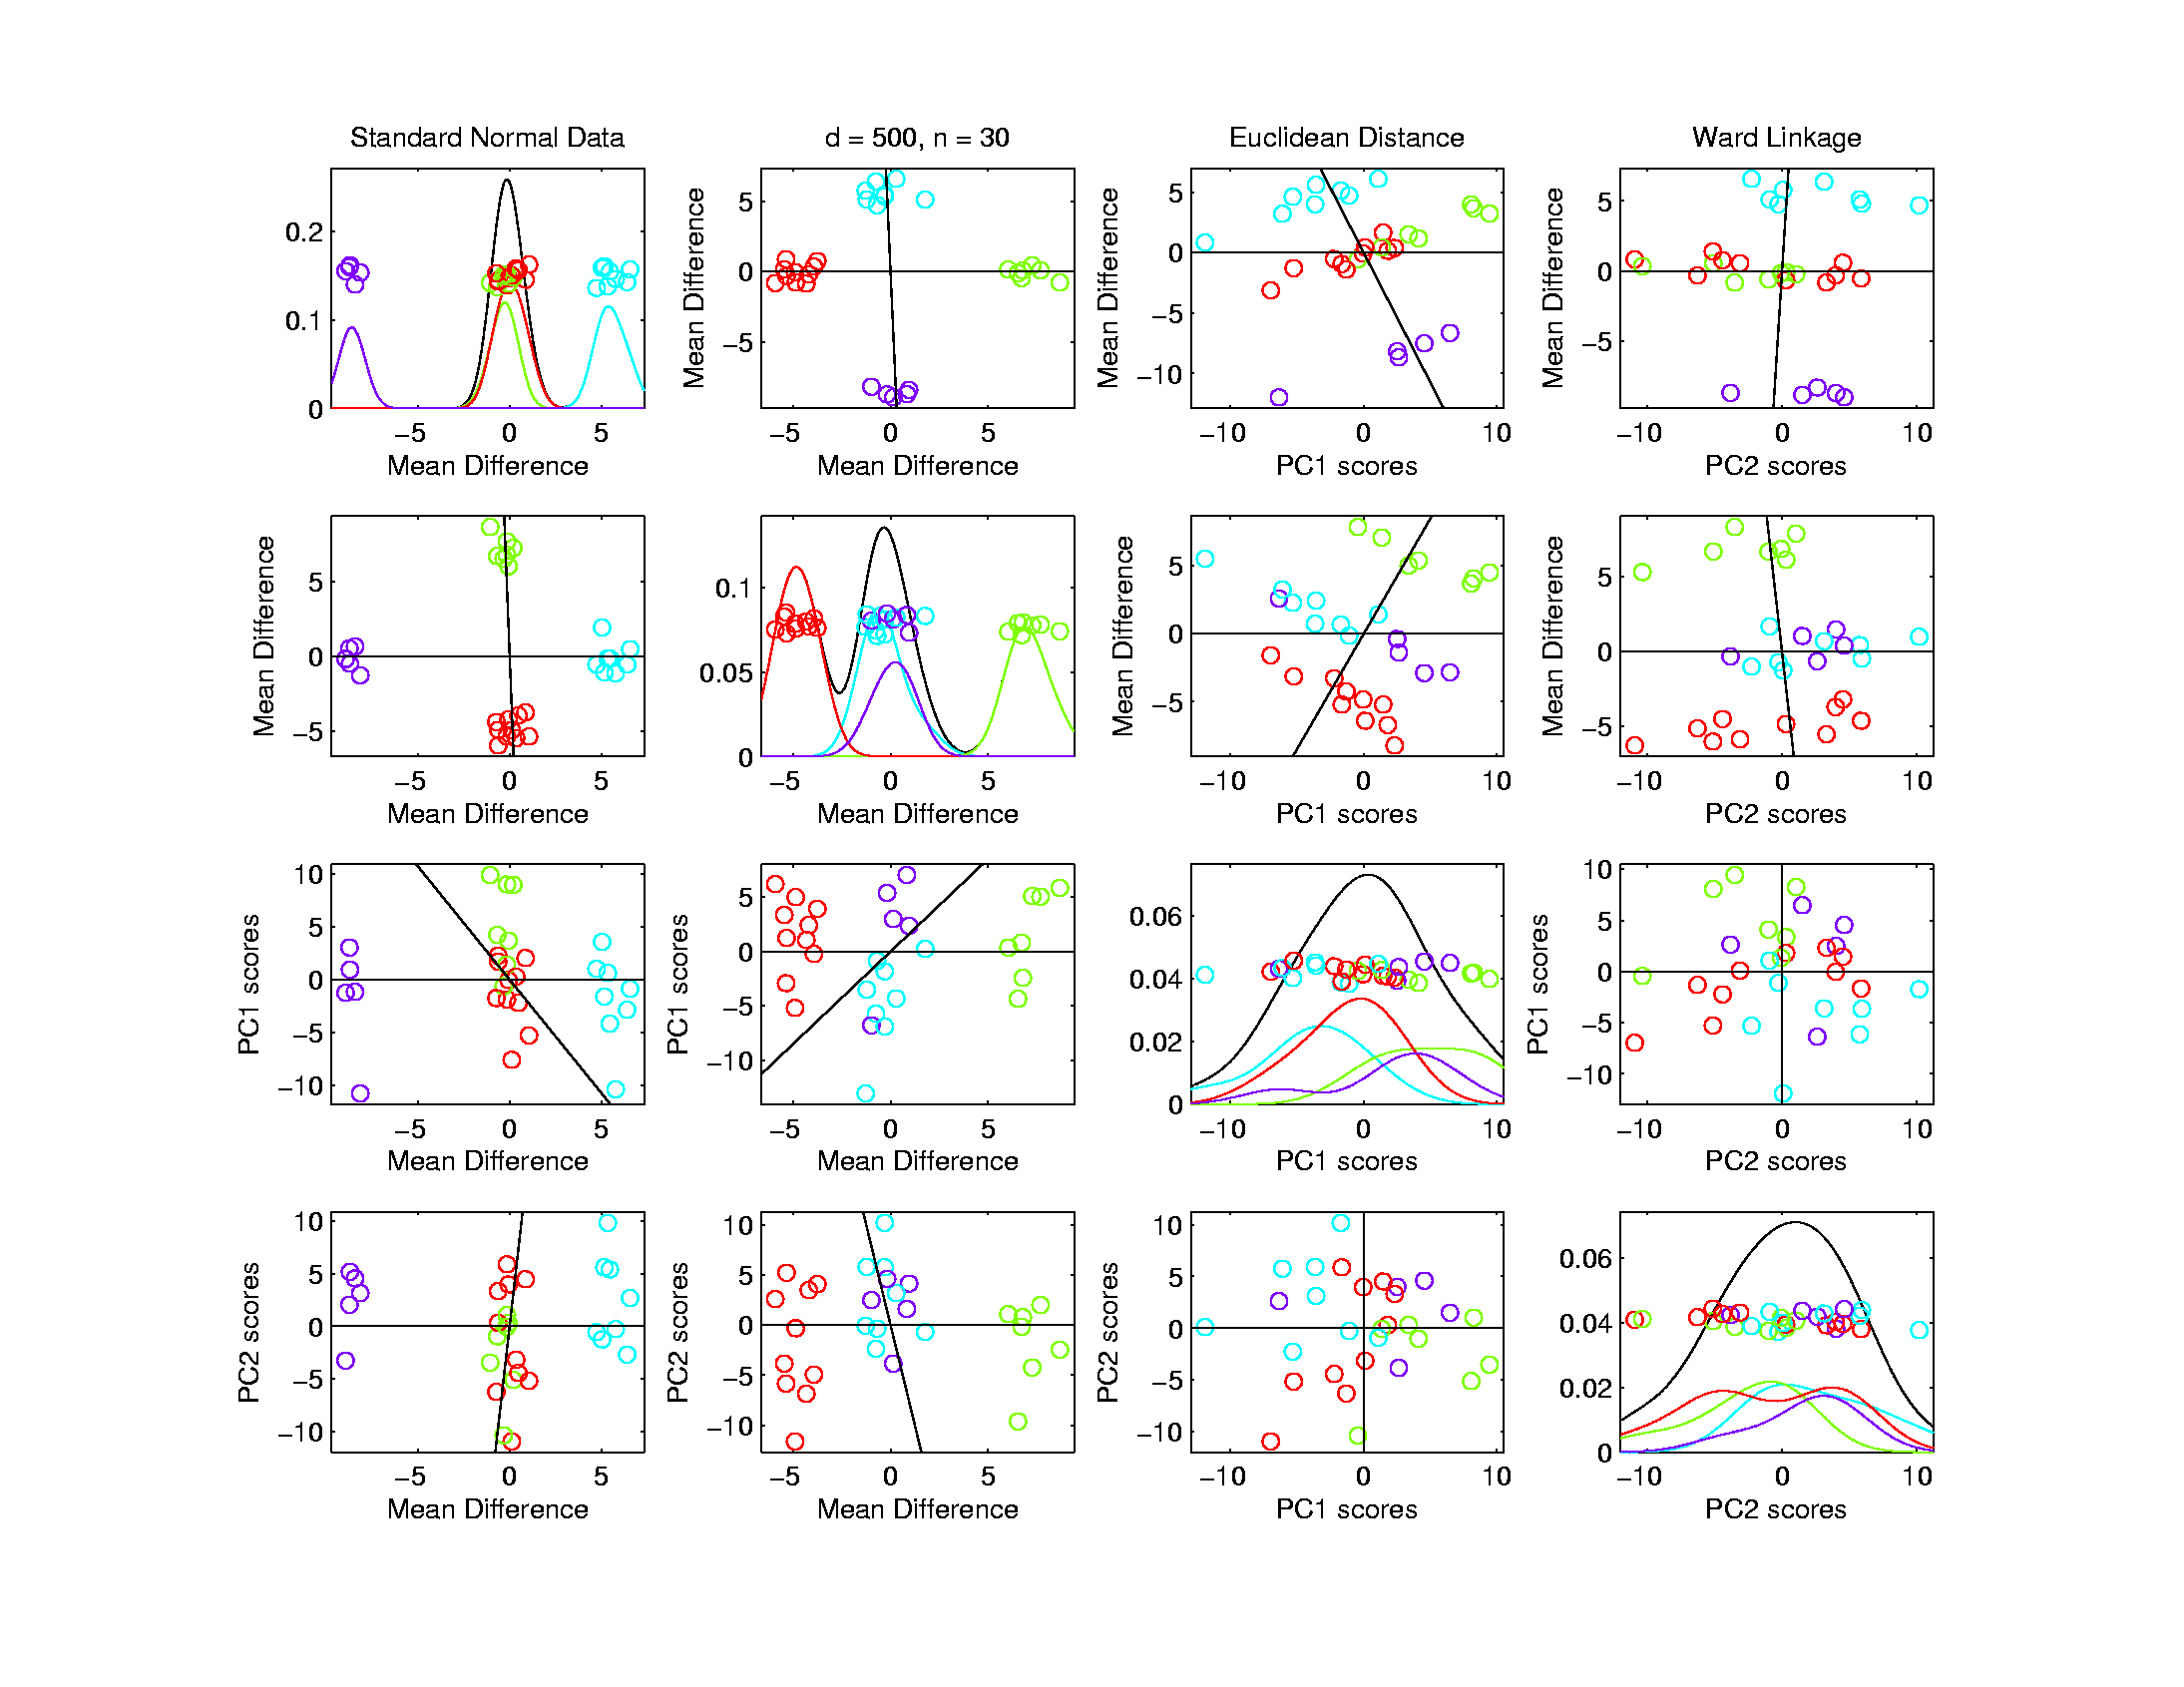 Standard Normal Data
d = 500, n = 30
Euclidean Distance
Ward Linkage
0.2
0.1
0
−5 0 5
Mean Difference
Mean Difference
5
0
−5
−5 0 5
Mean Difference
Mean Difference
5
0
−5
−10
−10 0 10
PC1 scores
Mean Difference
5
0
−5
−10 0 10
PC2 scores
Mean Difference
5
0
−5
−5 0 5
Mean Difference
0.1
0.05
0
−5 0 5
Mean Difference
Mean Difference
5
0
−5
−10 0 10
PC1 scores
Mean Difference
5
0
−5
−10 0 10
PC2 scores
PC1 scores
10
5
0
−5
−10
−5 0 5
Mean Difference
PC1 scores
5
0
−5
−10
−5 0 5
Mean Difference
0.06
0.04
0.02
0
−10 0 10
PC1 scores
PC1 scores
10
5
0
−5
−10
−10 0 10
PC2 scores
PC2 scores
10
5
0
−5
−10
−5 0 5
Mean Difference
PC2 scores
10
5
0
−5
−10
−5 0 5
Mean Difference
PC2 scores
10
5
0
−5
−10
−10 0 10
PC1 scores
0.06
0.04
0.02
0
−10 0 10
PC2 scores